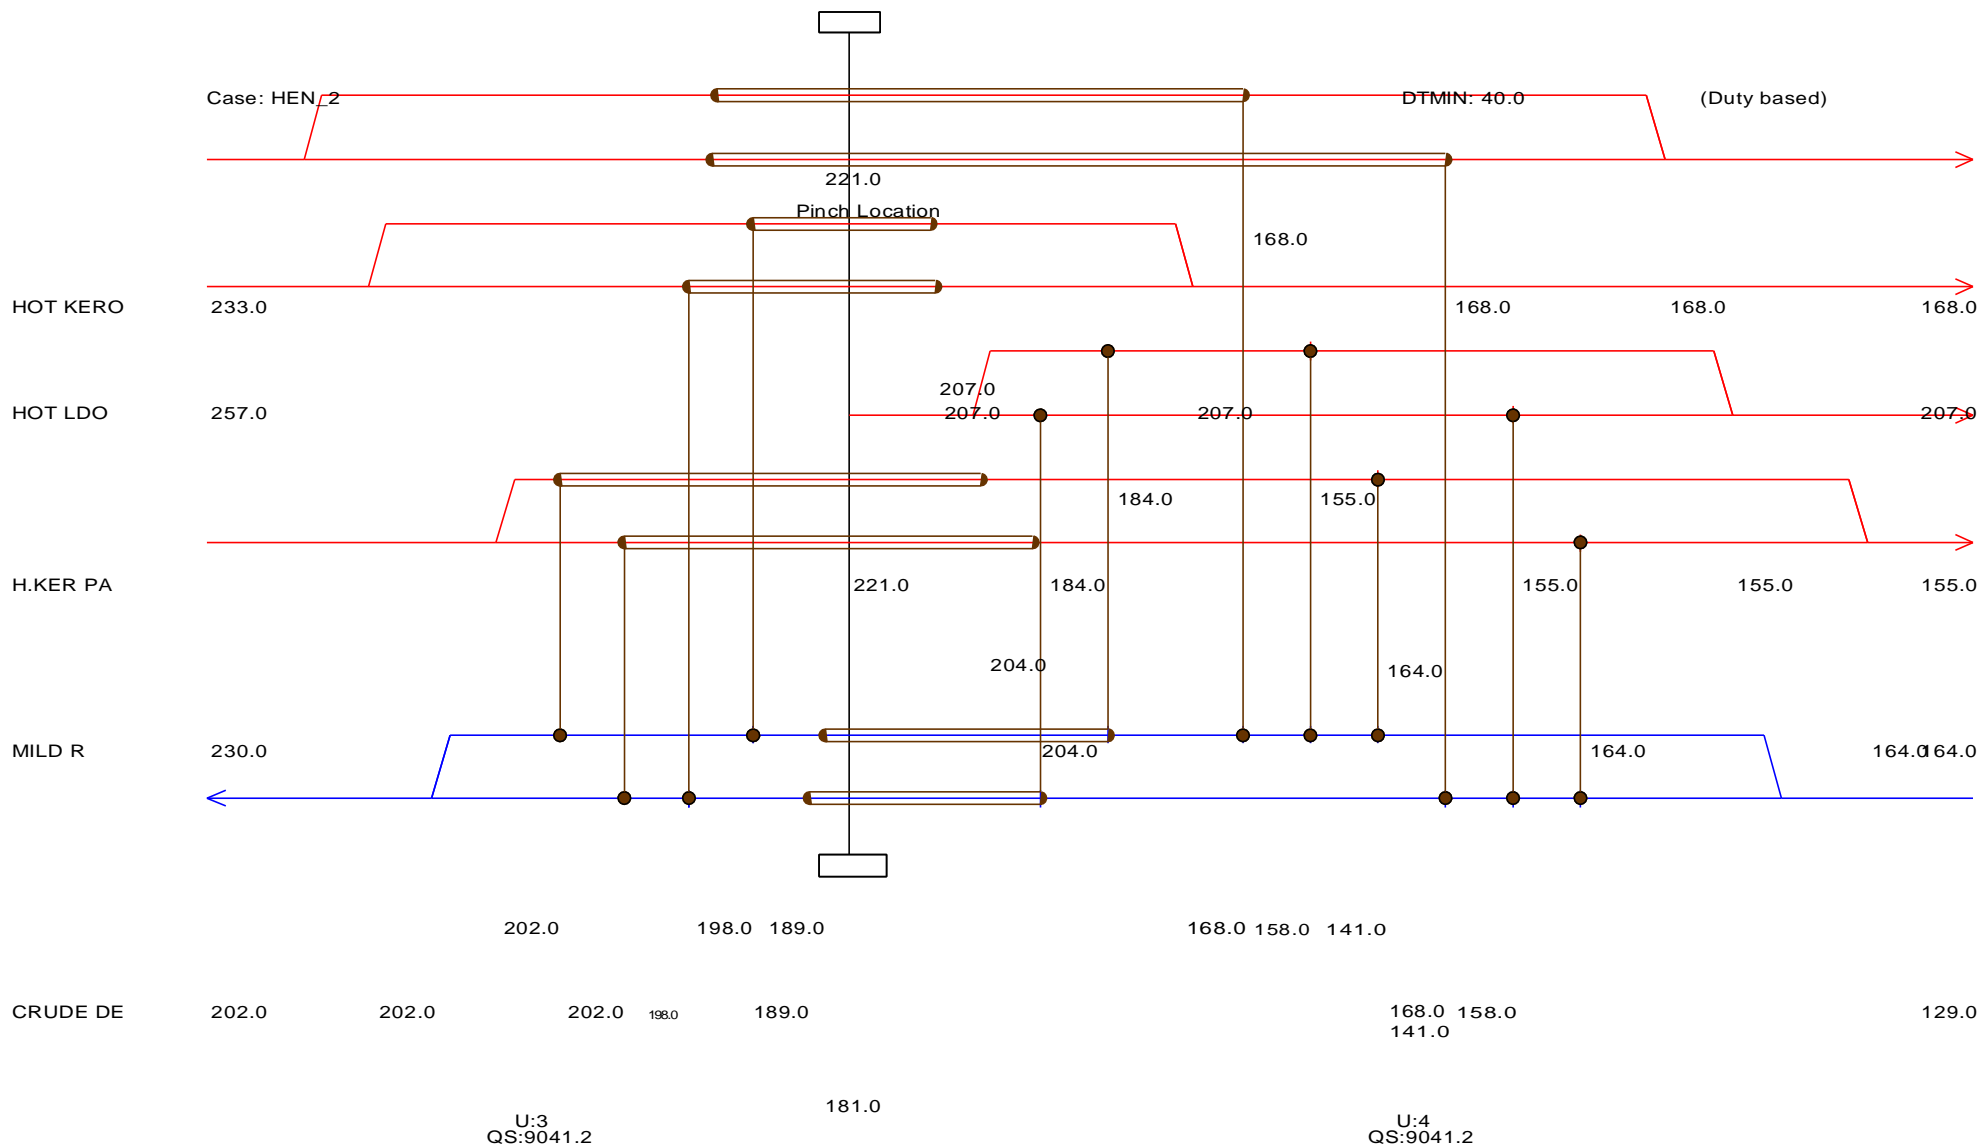 Case: HEN_2 DTMIN: 40.0 (Duty based)
221.0
Pinch Location
168.0
HOT KERO 233.0 168.0 168.0 168.0
207.0
HOT LDO 257.0 207.0 207.0 207.0
184.0 155.0
H.KER PA 221.0 184.0 155.0 155.0 155.0
204.0 164.0
MILD R 230.0 204.0 164.0 164.0 164.0
202.0 198.0 189.0 168.0 158.0 141.0
CRUDE DE 202.0 202.0 202.0 198.0 189.0 168.0 158.0 129.0
141.0
181.0
U:3 U:4
QS:9041.2 QS:9041.2